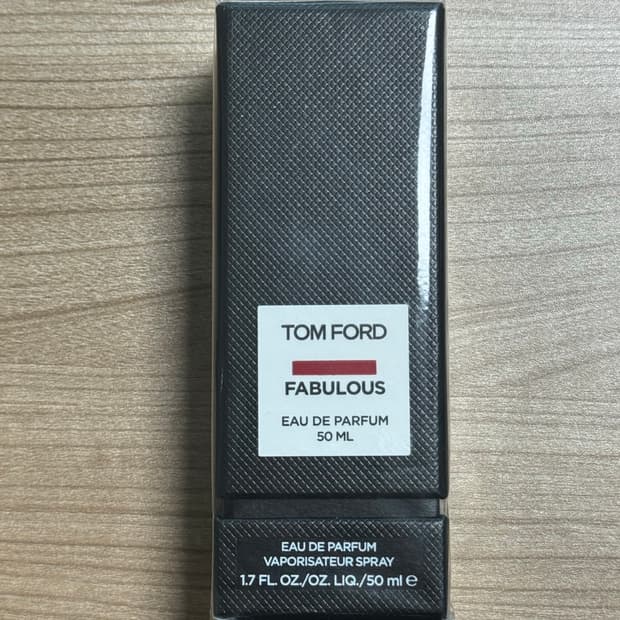 TOM FORD
FABULOUS
EAU DE PARFUM
50 ML
EAU DE PARFUM
VAPORISATEUR SPRAY
1.7 FL. OZ./OZ. LIQ./50 ml ℮